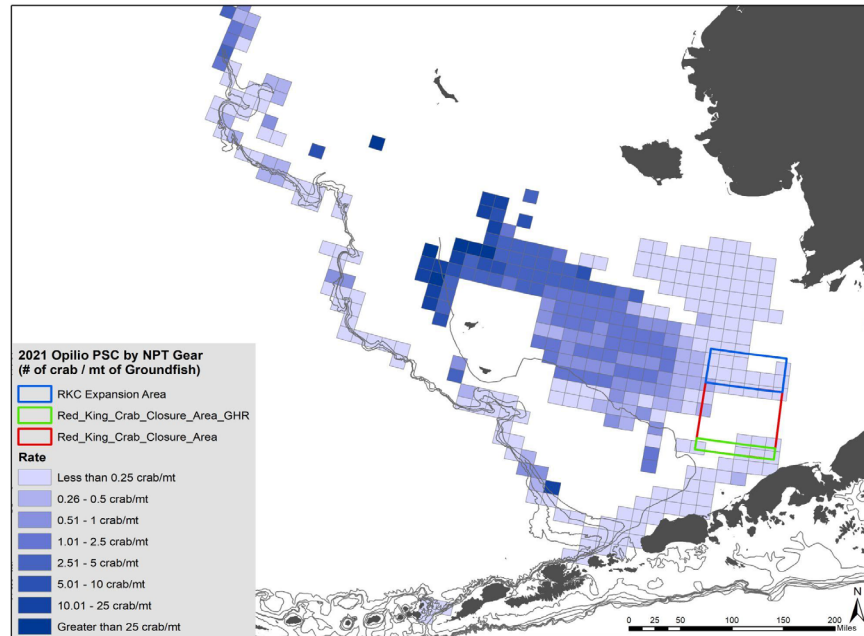 2021 Opilio PSC by NPT Gear
(# of crab / mt of Groundfish)
RKC Expansion Area
Red_King_Crab_Closure_Area_GHR
Red_King_Crab_Closure_Area
Rate
Less than 0.25 crab/mt
0.26 - 0.5 crab/mt
0.51 - 1 crab/mt
1.01 - 2.5 crab/mt
2.51 - 5 crab/mt
5.01 - 10 crab/mt
10.01 - 25 crab/mt
Greater than 25 crab/mt
N
0 25 50 100 150 200
Miles